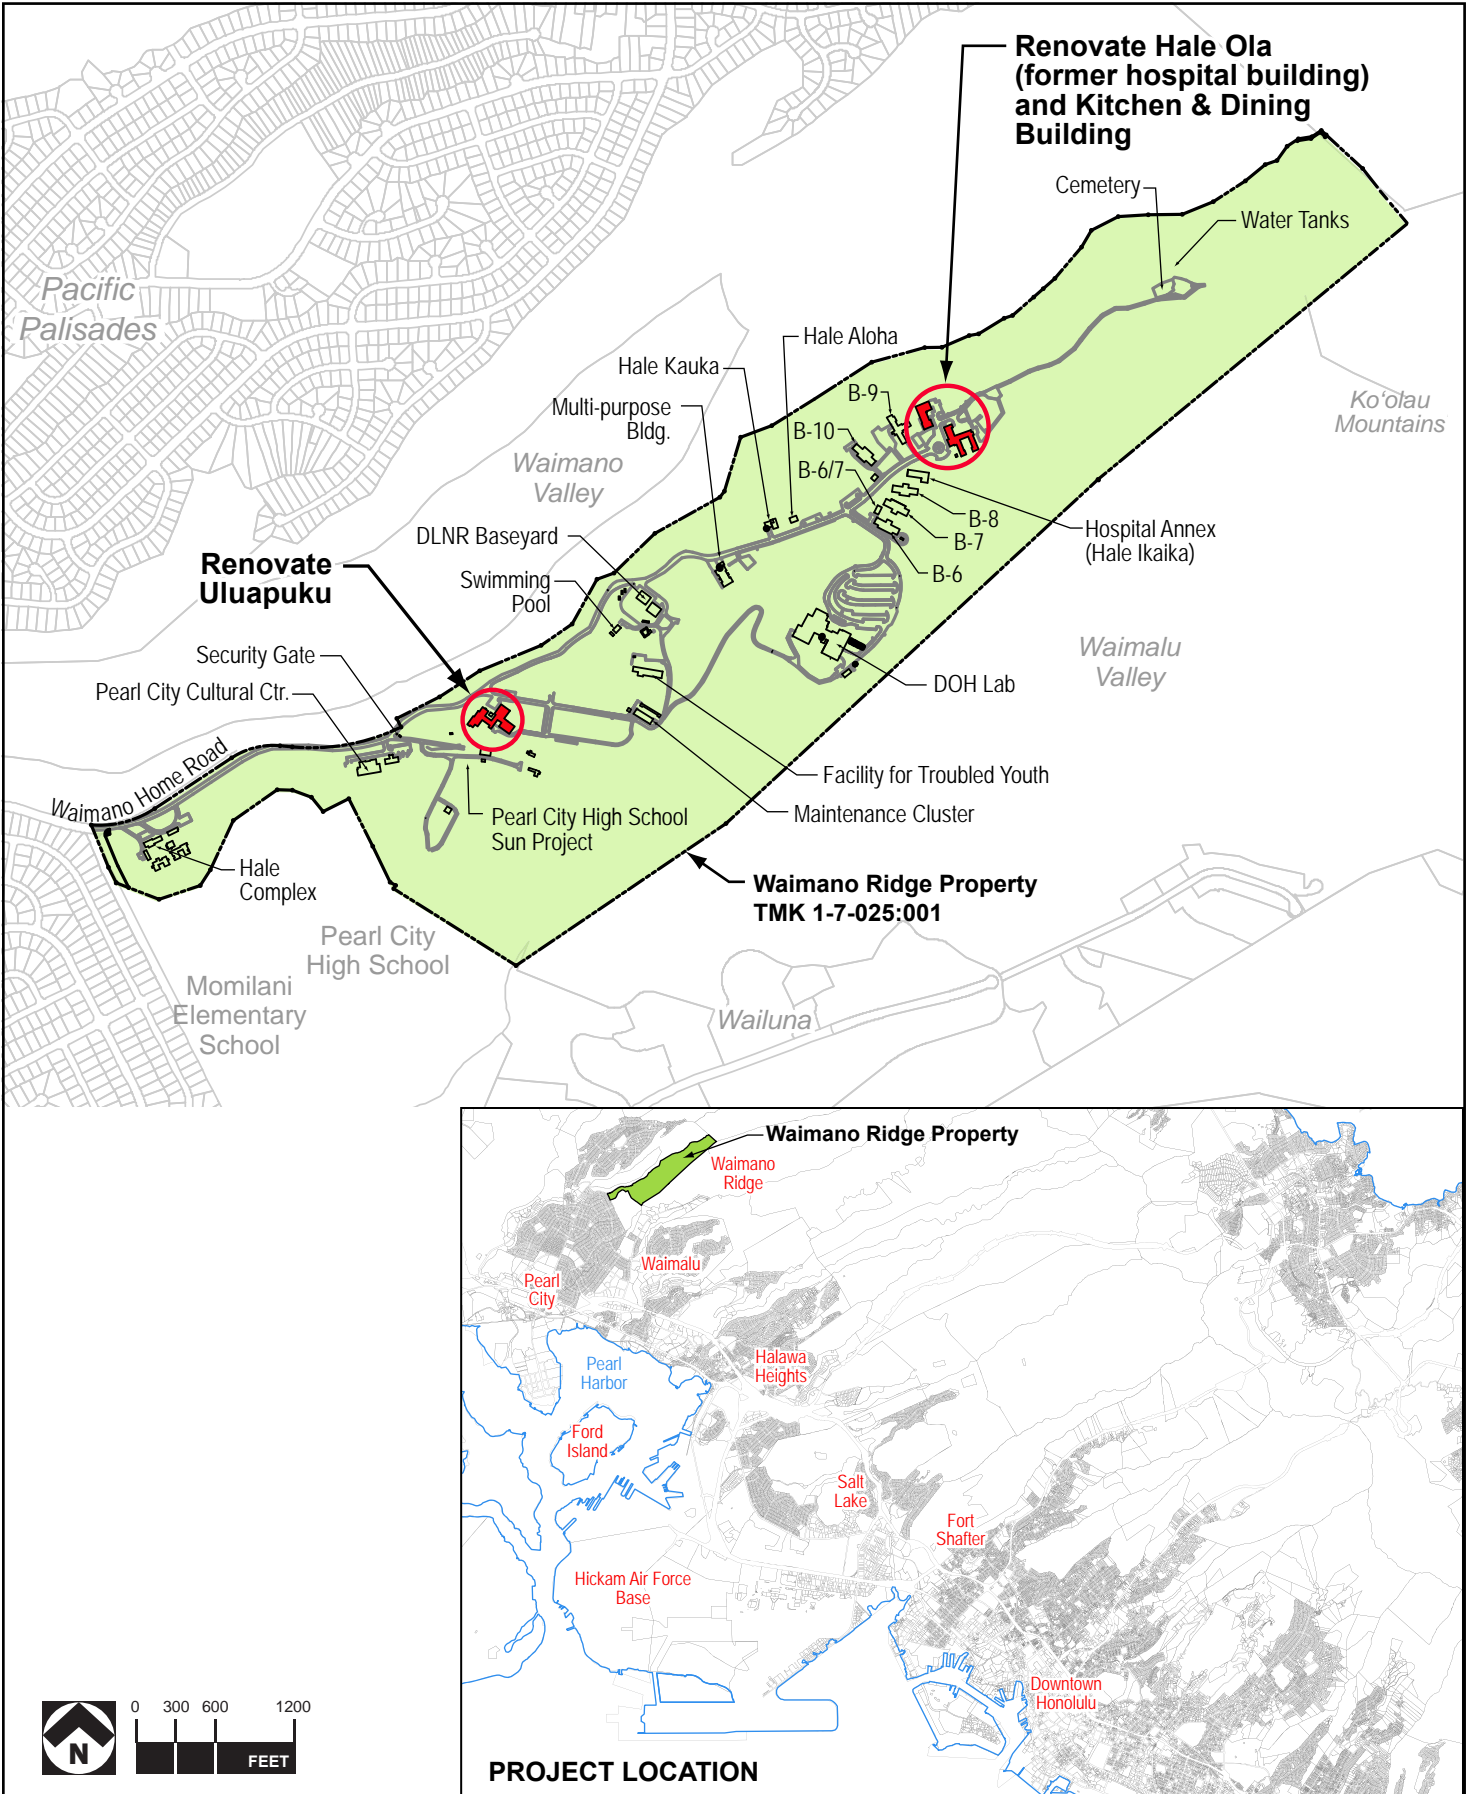 Renovate Hale Ola
(former hospital building)
and Kitchen & Dining
Building
Cemetery
Water Tanks
Pacific
Palisades
Hale Aloha
Hale Kauka
Multi-purpose
Bldg.
B-9
B-10
B-6/7
Ko‘olau
Mountains
Waimano
Valley
DLNR Baseyard
B-8
B-7
B-6
Hospital Annex
(Hale Ikaika)
Renovate
Uluapuku
Swimming
Pool
Security Gate
Pearl City Cultural Ctr.
Waimalu
Valley
DOH Lab
Waimano Home Road
Facility for Troubled Youth
Maintenance Cluster
Pearl City High School
Sun Project
Hale
Complex
Waimano Ridge Property
TMK 1-7-025:001
Pearl City
High School
Momilani
Elementary
School
Wailuna
Waimano Ridge Property
Waimano
Ridge
Waimalu
Pearl
City
Pearl
Harbor
Halawa
Heights
Ford
Island
Salt
Lake
Fort
Shafter
Hickam Air Force
Base
Downtown
Honolulu
PROJECT LOCATION
N
0 300 600 1200
FEET